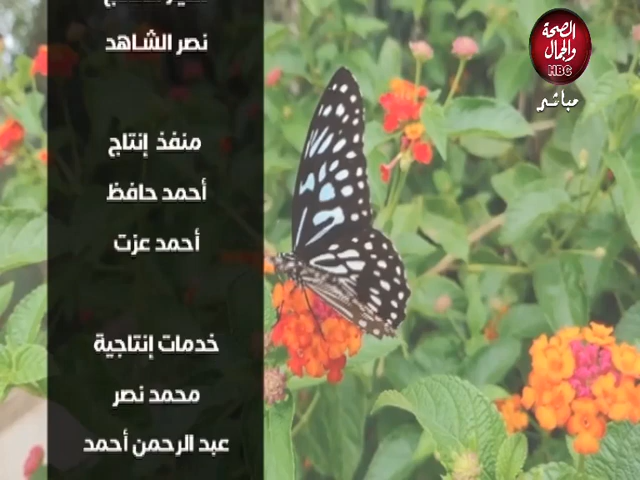 نصر الشاهد
منفذ إنتاج
أحمد حافظ
أحمد عزت
خدمات إنتاجية
محمد نصر
عبد الرحمن أحمد
الصحة
والجمال
HBC
مباشر